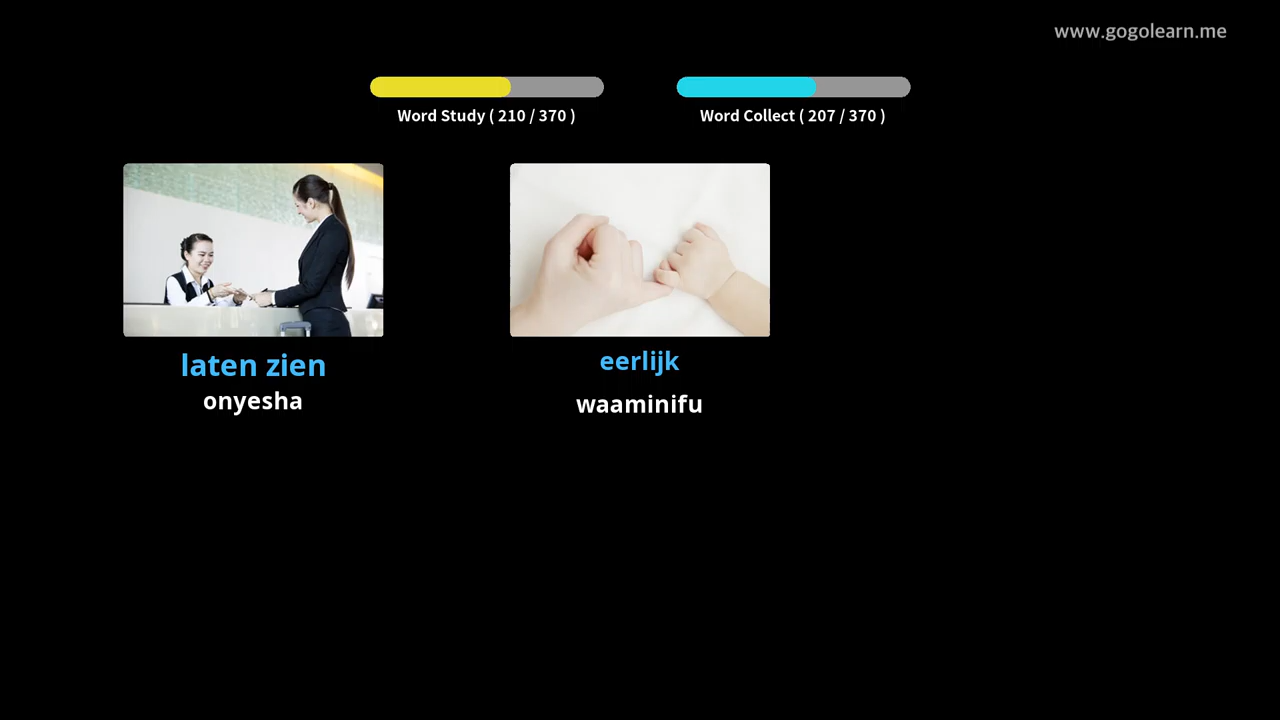 www.gogolearn.me
Word Study ( 210 / 370 )
Word Collect ( 207 / 370 )
laten zien
onyesha
eerlijk
waaminifu